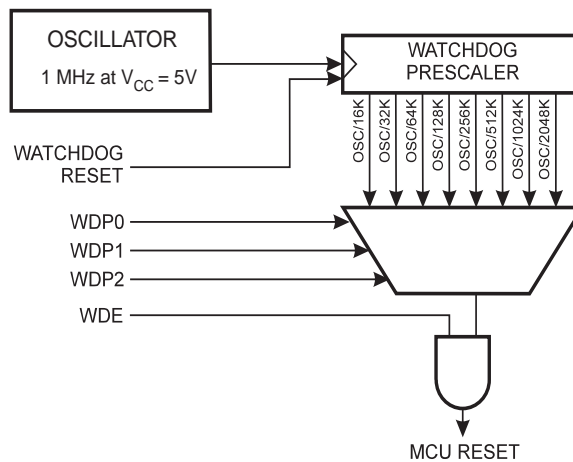 OSCILLATOR
1 MHz at VCC = 5V
WATCHDOG
PRESCALER
OSC/16K
OSC/32K
OSC/64K
OSC/128K
OSC/256K
OSC/512K
OSC/1024K
OSC/2048K
WATCHDOG
RESET
WDP0
WDP1
WDP2
WDE
MCU RESET